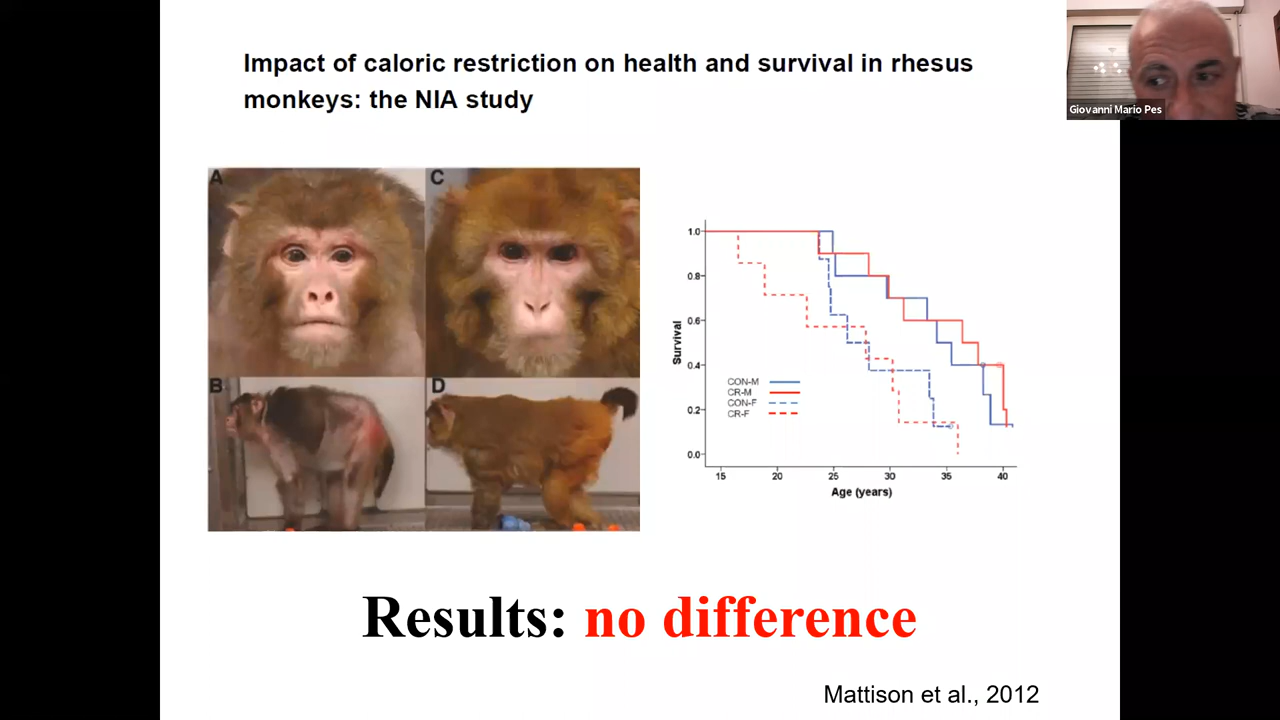 Impact of caloric restriction on health and survival in rhesus
monkeys: the NIA study
Giovanni Mario Pes
A
C
B
D
1.0
0.8
0.6
0.4
0.2
0.0
Survival
CON-M
CR-M
CON-F
CR-F
15 20 25 30 35 40
Age (years)
Results: no difference
Mattison et al., 2012